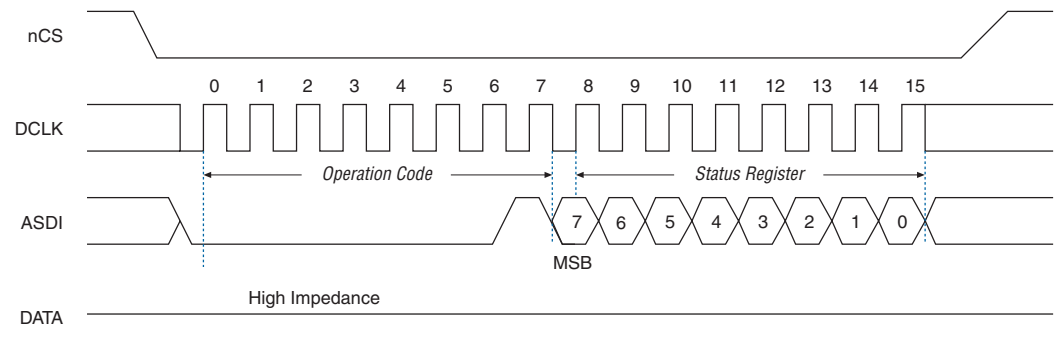 nCS
0 1 2 3 4 5 6 7 8 9 10 11 12 13 14 15
DCLK
Operation Code Status Register
ASDI 7 6 5 4 3 2 1 0
MSB
High Impedance
DATA